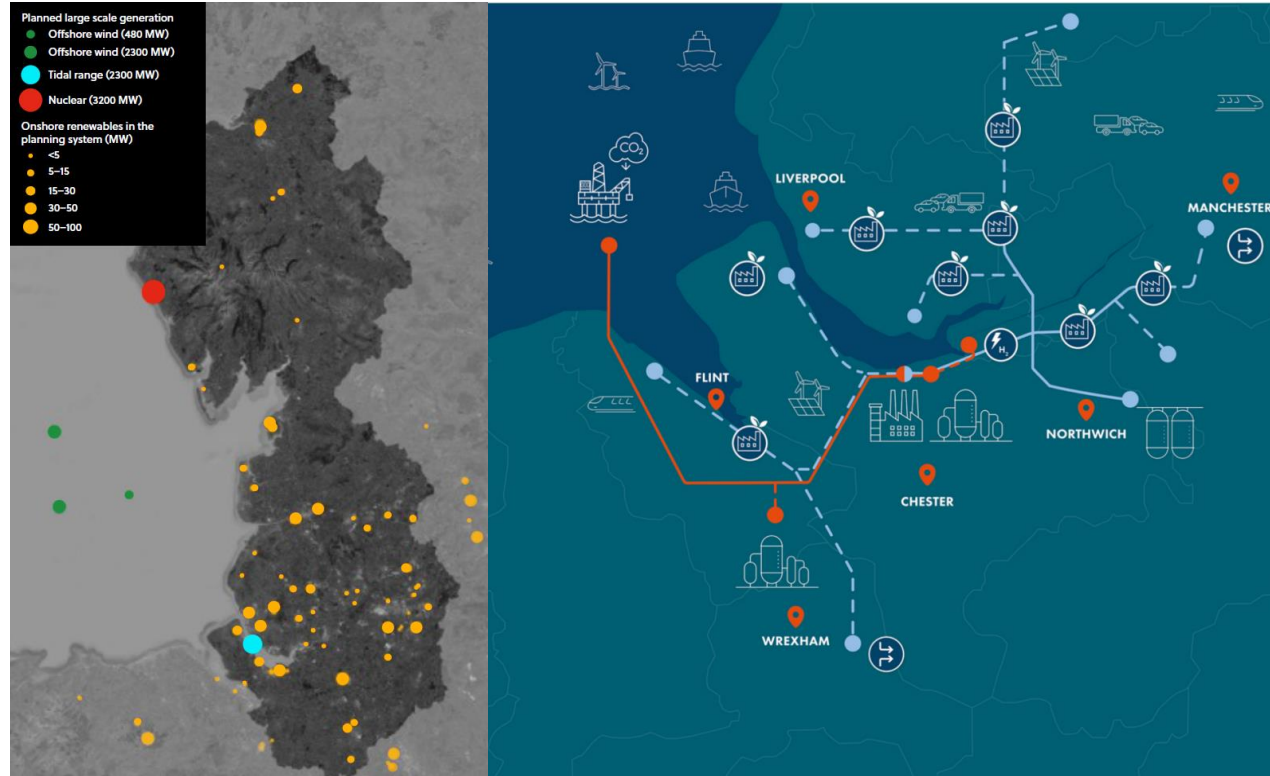 Planned large scale generation
Offshore wind (480 MW)
Offshore wind (2300 MW)
Tidal range (2300 MW)
Nuclear (3200 MW)
Onshore renewables in the
planning system (MW)
<5
5–15
15–30
30–50
50–100
CO2
LIVERPOOL
MANCHESTER
FLINT
H2
NORTHWICH
CHESTER
WREXHAM